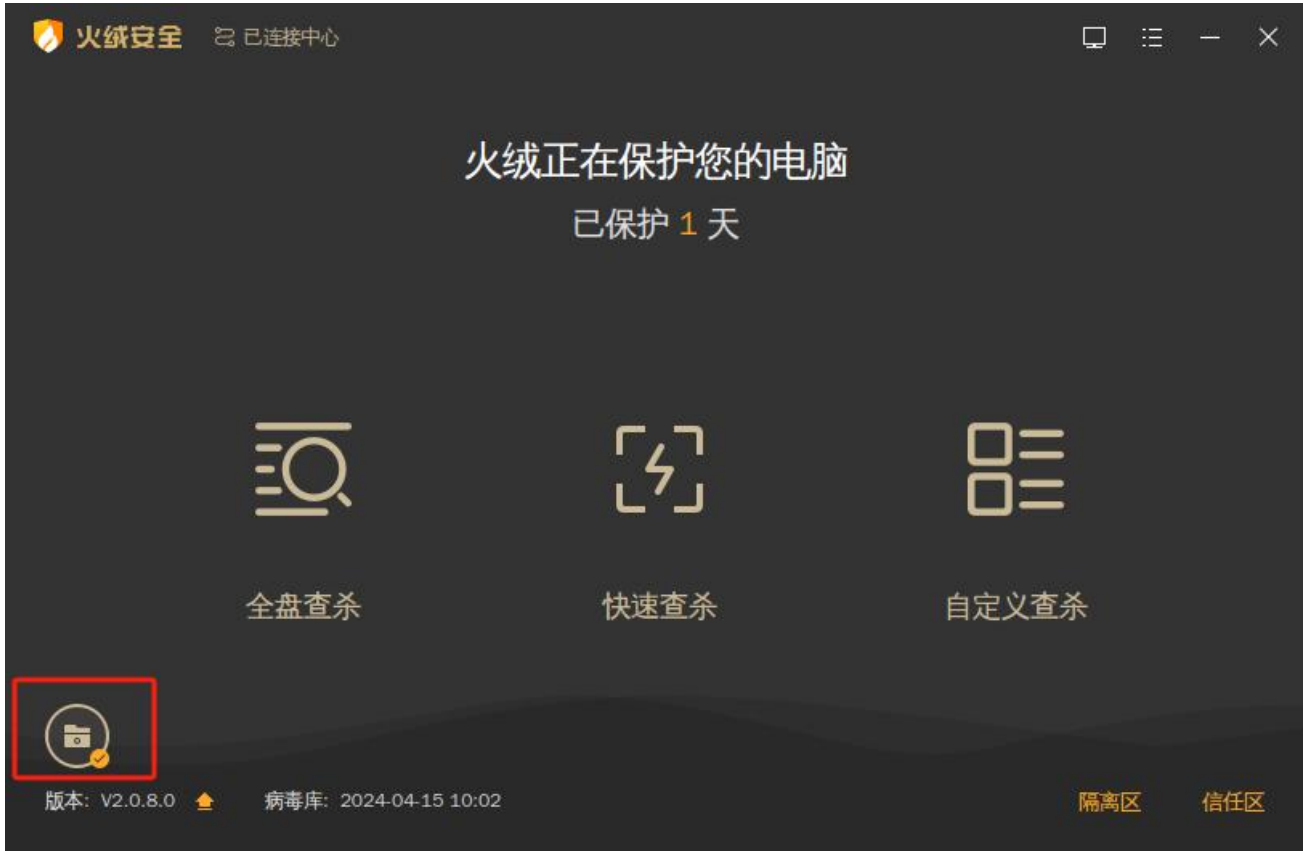 火绒安全 已连接中心
火绒正在保护您的电脑
已保护 1 天
全盘查杀 快速查杀 自定义查杀
版本: V2.0.8.0 病毒库: 2024-04-15 10:02 隔离区 信任区